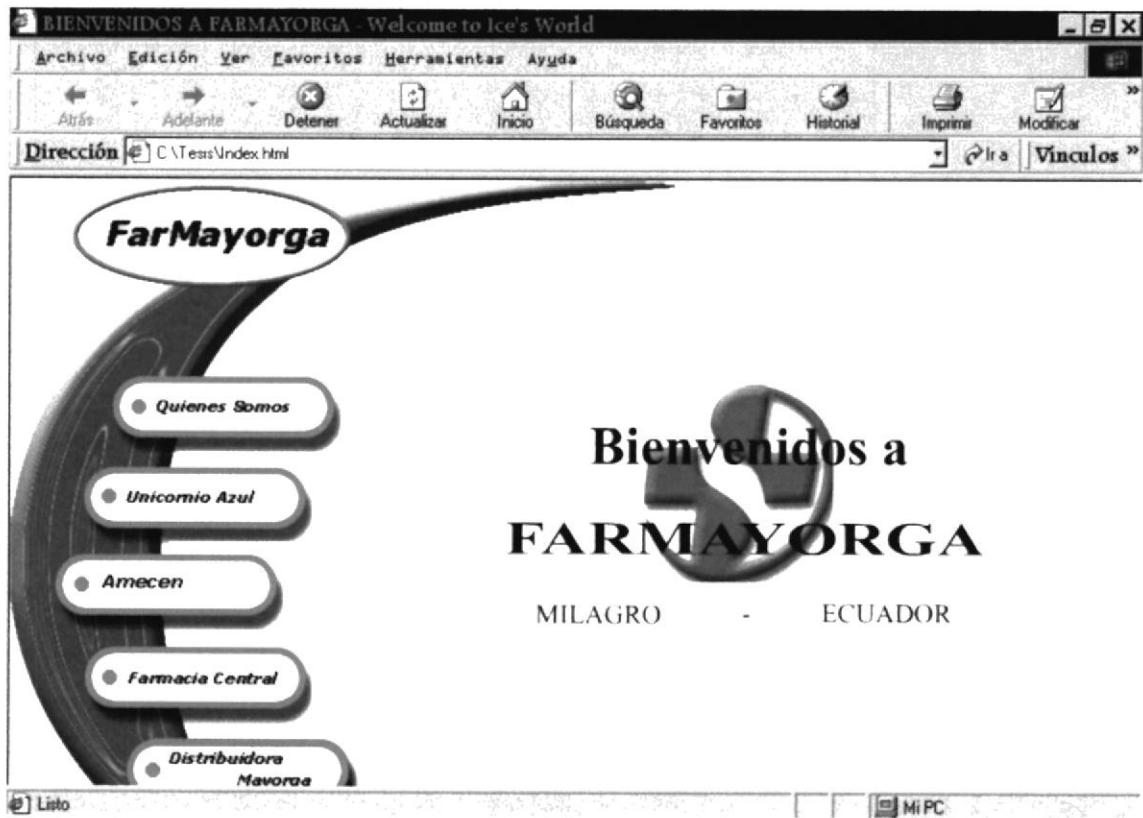 BIENVENIDOS A FARMAYORGA - Welcome to Ice's World
Archivo Edición Ver Favoritos Herramientas Ayuda
Atrás Adelante Detener Actualizar Inicio Búsqueda Favoritos Historial Imprimir Modificar »
Dirección C:\Tesis\Index.html Ir a Vínculos »
FarMayorga
Quienes Somos
Unicornio Azul
Amecen
Farmacia Central
Distribuidora
Mayorga
Bienvenidos a
FARMAYORGA
MILAGRO - ECUADOR
Listo Mi PC